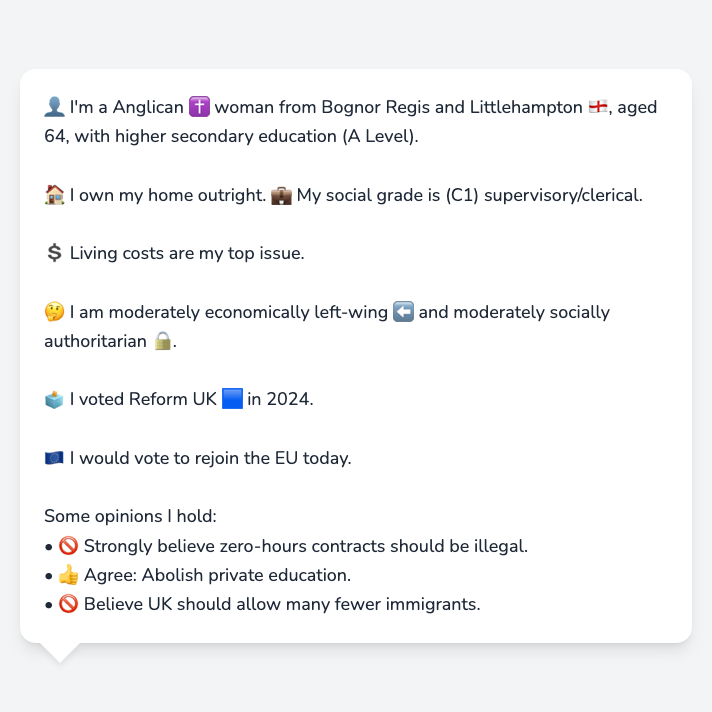 👤 I'm a Anglican ✝️ woman from Bognor Regis and Littlehampton 🏴󠁧󠁢󠁥󠁮󠁧󠁿, aged
64, with higher secondary education (A Level).
🏠 I own my home outright. 💼 My social grade is (C1) supervisory/clerical.
💲 Living costs are my top issue.
🤔 I am moderately economically left-wing ⬅️ and moderately socially
authoritarian 🔒.
🗳️ I voted Reform UK 🟦 in 2024.
🇪🇺 I would vote to rejoin the EU today.
Some opinions I hold:
• 🚫 Strongly believe zero-hours contracts should be illegal.
• 👍 Agree: Abolish private education.
• 🚫 Believe UK should allow many fewer immigrants.